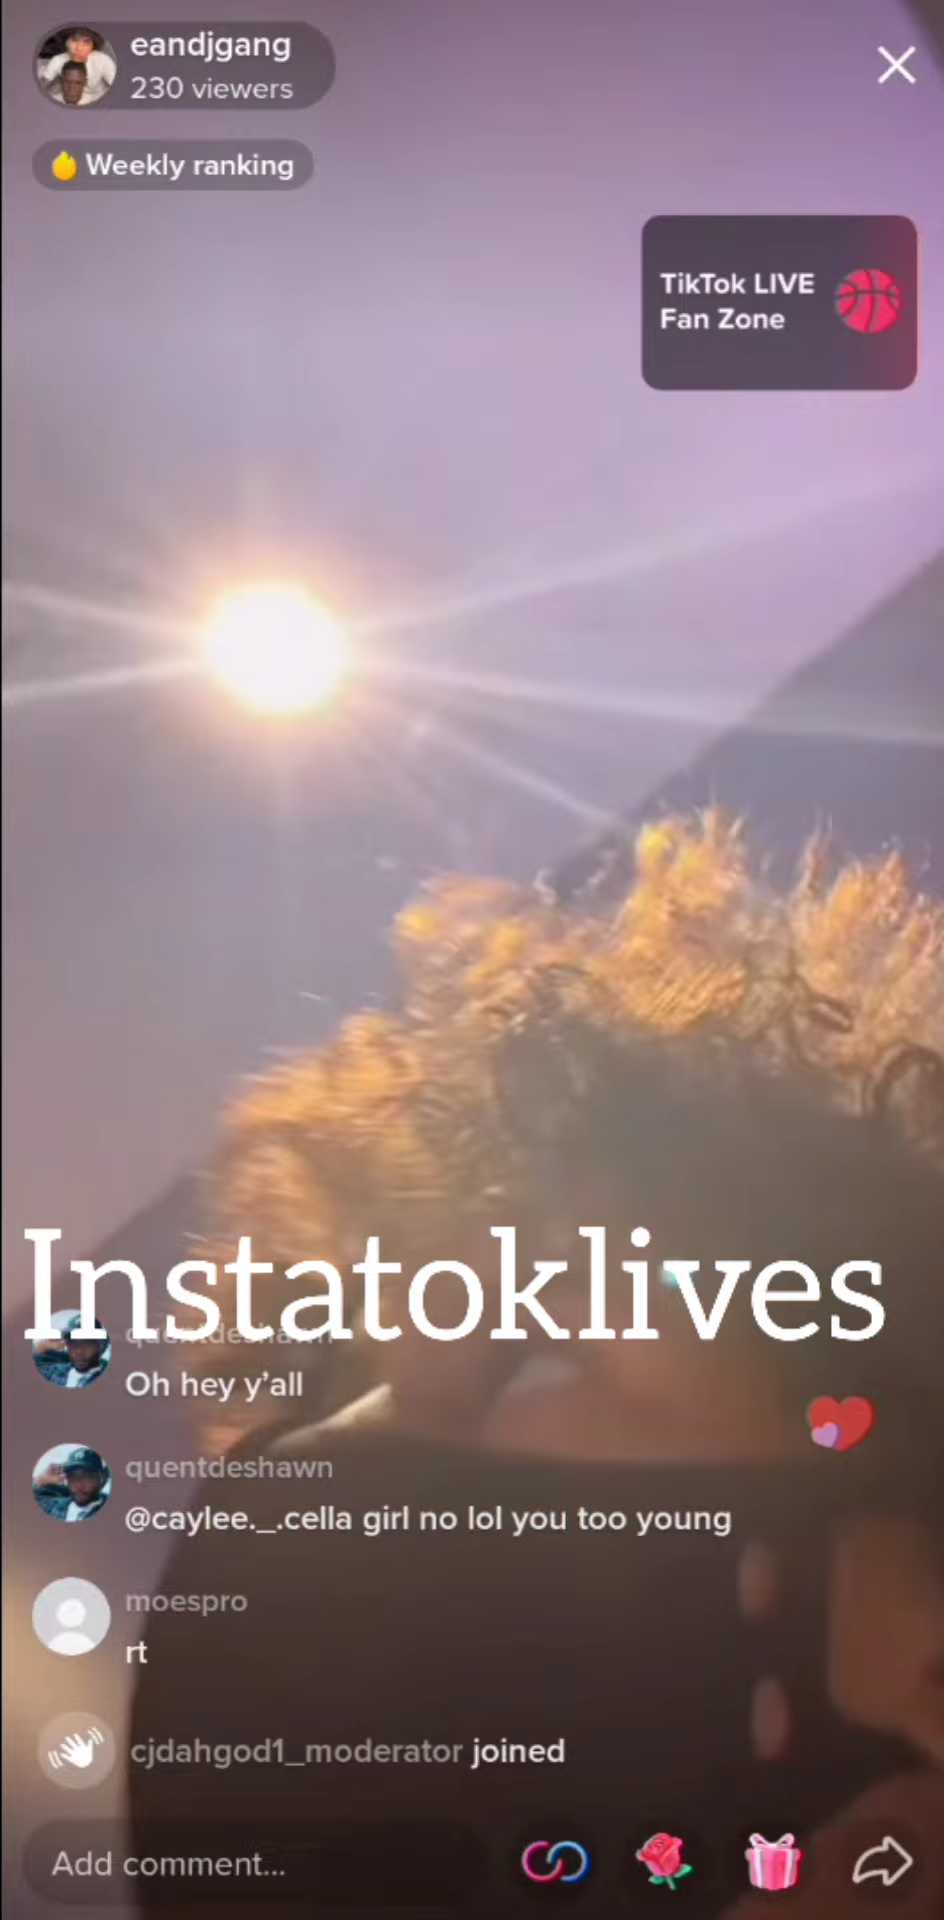 eandjgang
230 viewers
Weekly ranking
TikTok LIVE
Fan Zone
Instatoklives
quentdeshawn
Oh hey y'all
quentdeshawn
@caylee._.cella girl no lol you too young
moespro
rt
cjdahgod1_moderator joined
Add comment...